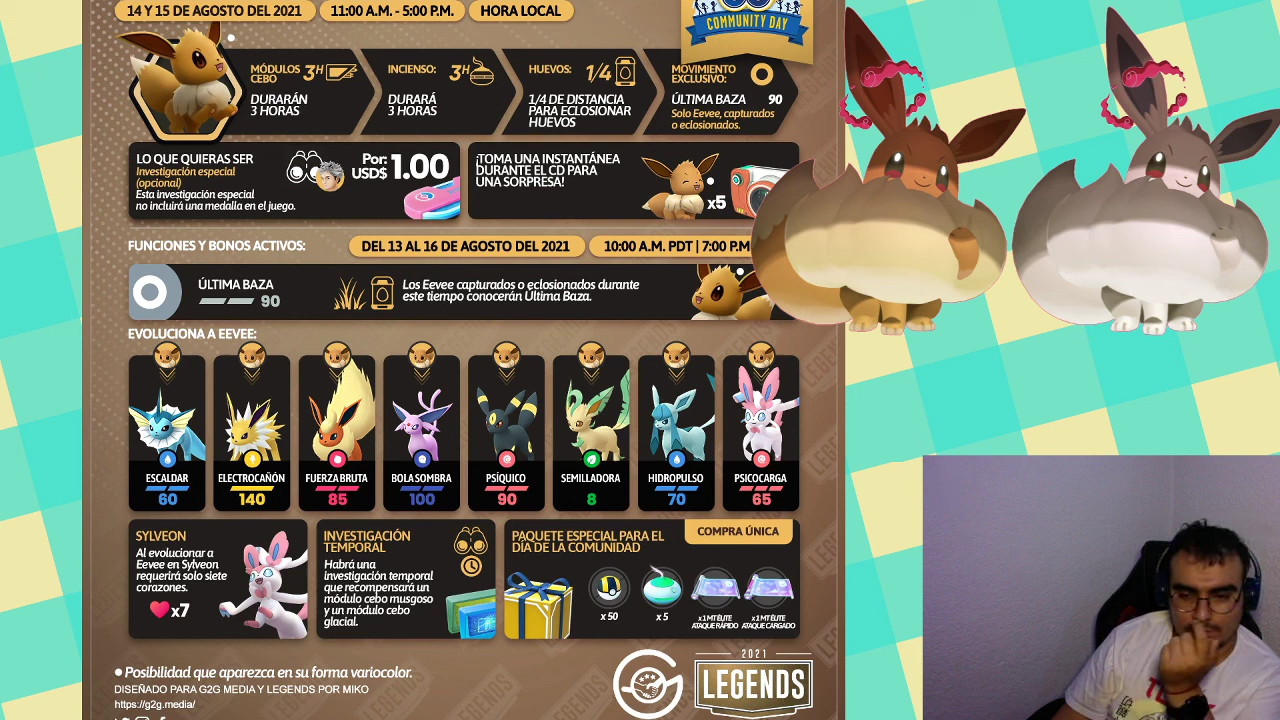 14 Y 15 DE AGOSTO DEL 2021
11:00 A.M. - 5:00 P.M.
HORA LOCAL
COMMUNITY DAY
MÓDULOS
CEBO
3H
DURARÁN
3 HORAS
INCIENSO:
3H
DURARÁ
3 HORAS
HUEVOS:
1/4
1/4 DE DISTANCIA
PARA ECLOSIONAR
HUEVOS
MOVIMIENTO
EXCLUSIVO:
ÚLTIMA BAZA 90
Solo Eevee, capturados
o eclosionados.
LO QUE QUIERAS SER
Investigación especial
(opcional)
Esta investigación especial
no incluirá una medalla en el juego.
Por:
USD$ 1.00
¡TOMA UNA INSTANTÁNEA
DURANTE EL CD PARA
UNA SORPRESA!
x5
FUNCIONES Y BONOS ACTIVOS:
DEL 13 AL 16 DE AGOSTO DEL 2021
10:00 A.M. PDT | 7:00 P.M
ÚLTIMA BAZA
90
Los Eevee capturados o eclosionados durante
este tiempo conocerán Última Baza.
EVOLUCIONA A EEVEE:
ESCALDAR
60
ELECTROCAÑÓN
140
FUERZA BRUTA
85
BOLA SOMBRA
100
PSÍQUICO
90
SEMILLADORA
8
HIDROPULSO
70
PSICOCARGA
65
SYLVEON
Al evolucionar a
Eevee en Sylveon
requerirá solo siete
corazones.
x7
INVESTIGACIÓN
TEMPORAL
Habrá una
investigación temporal
que recompensará un
módulo cebo musgoso
y un módulo cebo
glacial.
PAQUETE ESPECIAL PARA EL
DÍA DE LA COMUNIDAD
COMPRA ÚNICA
x 50
x 5
x 1 MT ÉLITE
ATAQUE RÁPIDO
x 1 MT ÉLITE
ATAQUE CARGADO
Posibilidad que aparezca en su forma variocolor.
DISEÑADO PARA G2G MEDIA Y LEGENDS POR MIKO
https://g2g.media/
2021
LEGENDS